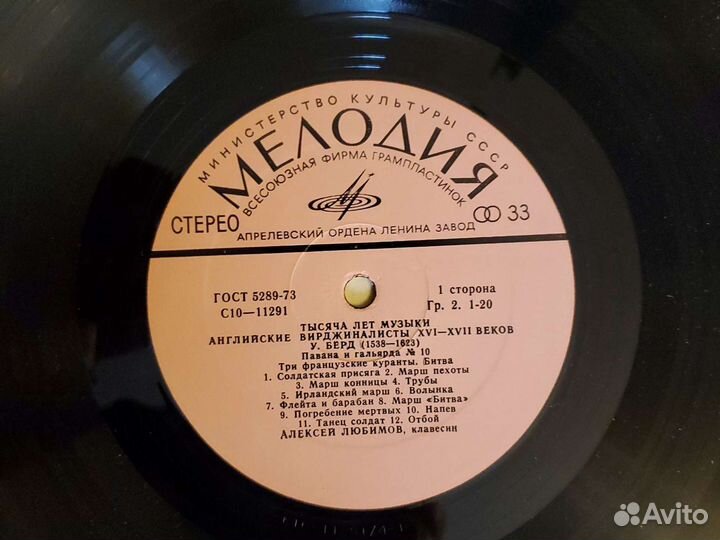 МИНИСТЕРСТВО КУЛЬТУРЫ СССР
МЕЛОДИЯ
ВСЕСОЮЗНАЯ ФИРМА ГРАМПЛАСТИНОК
СТЕРЕО
33
АПРЕЛЕВСКИЙ ОРДЕНА ЛЕНИНА ЗАВОД
ГОСТ 5289-73
1 сторона
С10—11291
Гр. 2. 1-20
ТЫСЯЧА ЛЕТ МУЗЫКИ
АНГЛИЙСКИЕ ВИРДЖИНАЛИСТЫ XVI—XVII ВЕКОВ
У. БЕРД (1538—1623)
Павана и гальярда № 10
Три французские куранты. Битва
1. Солдатская присяга 2. Марш пехоты
3. Марш конницы 4. Трубы
5. Ирландский марш 6. Волынка
7. Флейта и барабан 8. Марш «Битва»
9. Погребение мертвых 10. Напев
11. Танец солдат 12. Отбой
АЛЕКСЕЙ ЛЮБИМОВ, клавесин
Avito